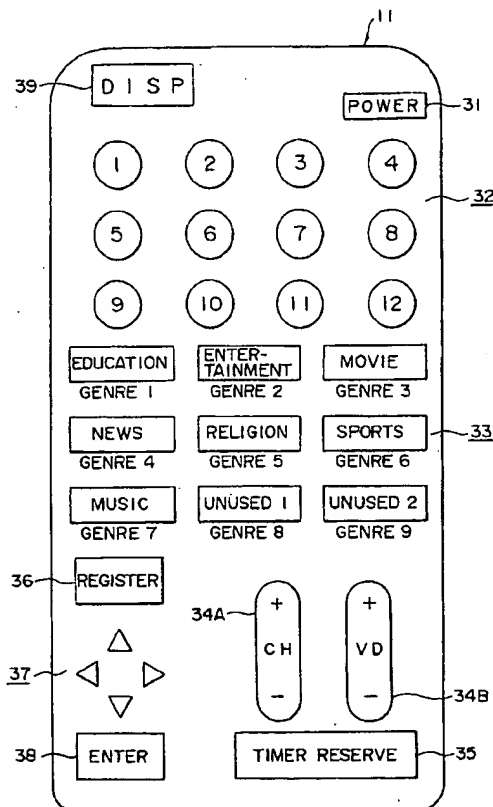 11
39 DISP
POWER 31
1 2 3 4
32
5 6 7 8
9 10 11 12
EDUCATION ENTER-TAINMENT MOVIE
GENRE 1 GENRE 2 GENRE 3
NEWS RELIGION SPORTS 33
GENRE 4 GENRE 5 GENRE 6
MUSIC UNUSED 1 UNUSED 2
GENRE 7 GENRE 8 GENRE 9
36 REGISTER
34A + +
37 CH VD
- - 34B
38 ENTER TIMER RESERVE 35